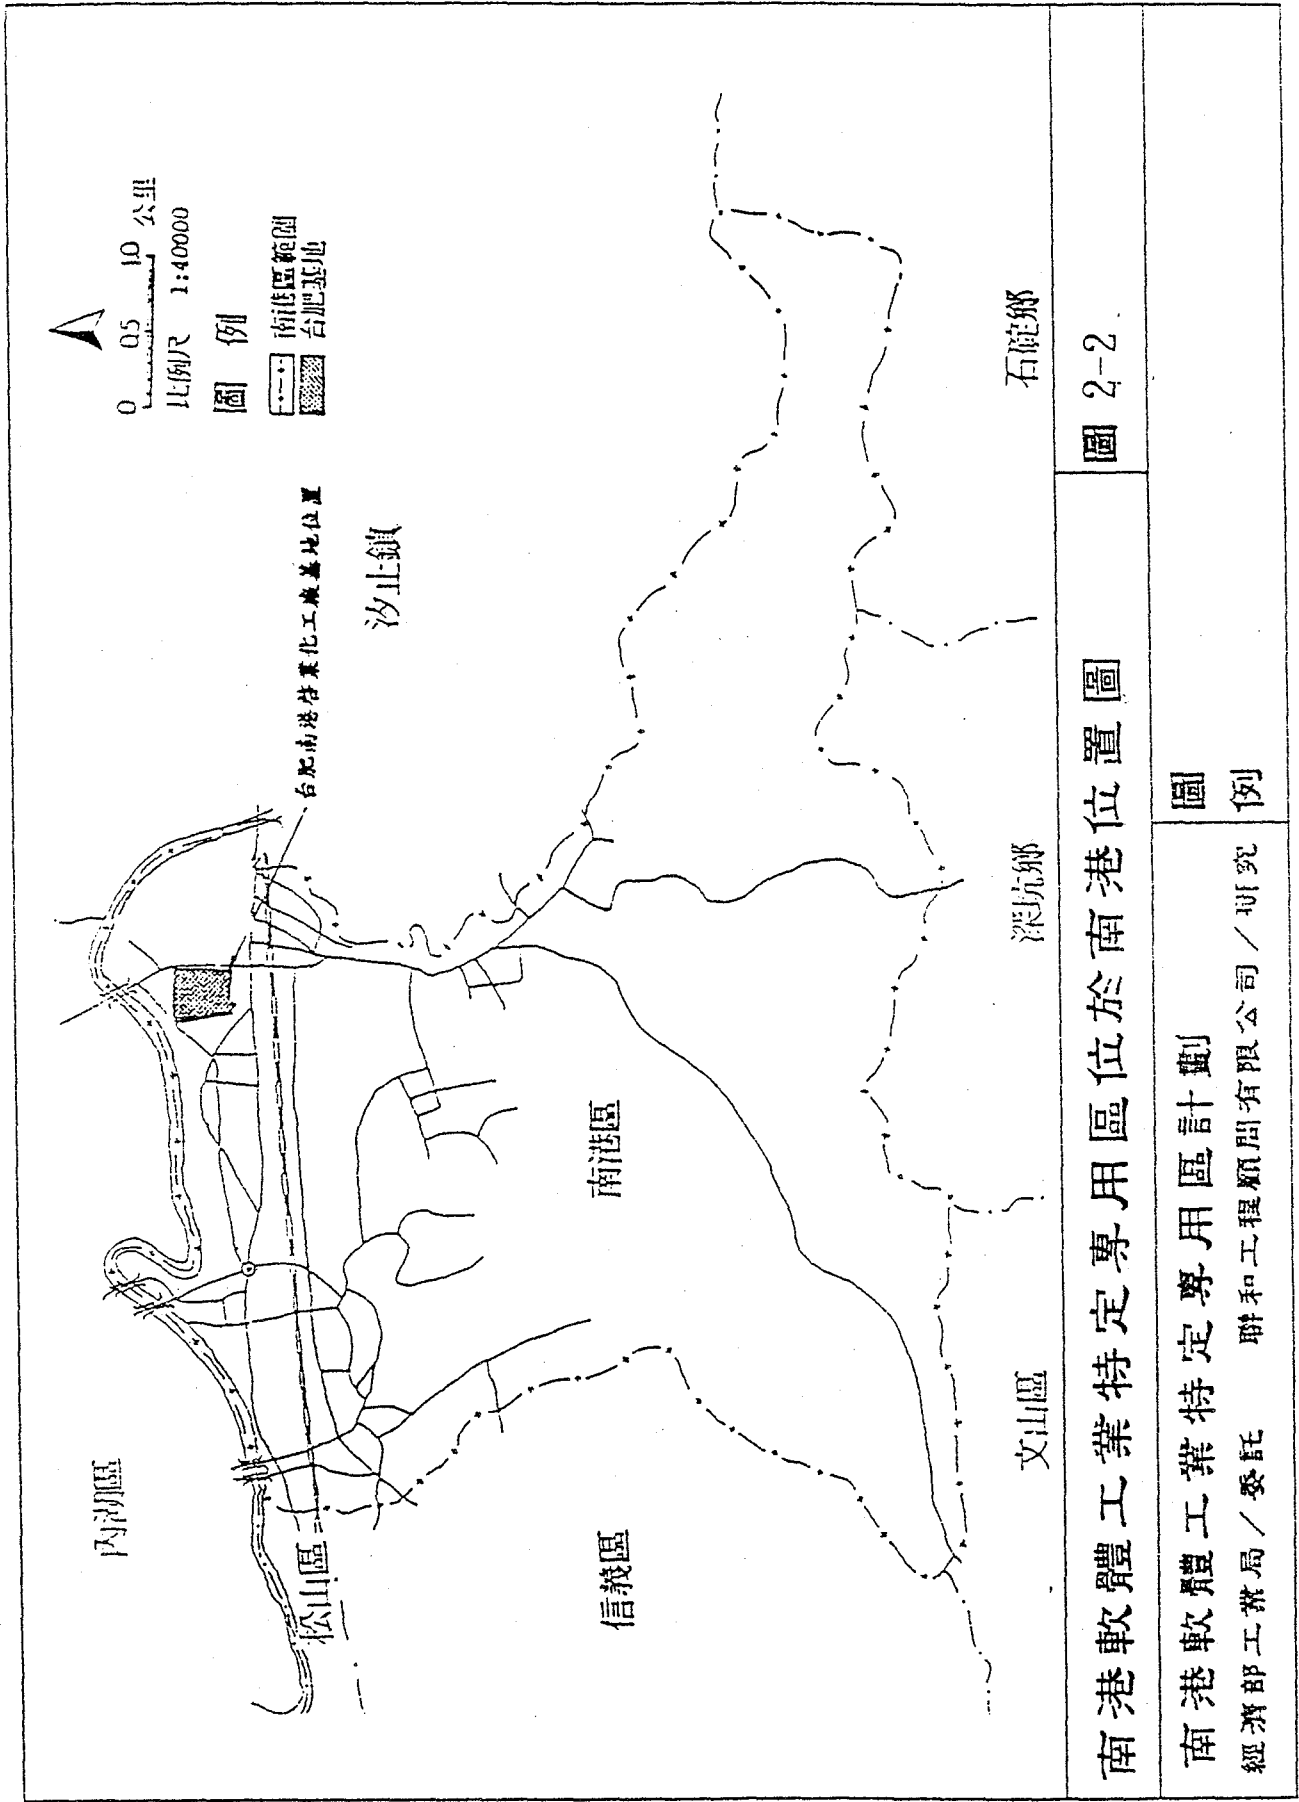 0 0.5 1.0 公里
比例尺 1:40000
圖例
南港區範圍
台肥基地
台肥南港啓業化工廠基地位置
汐止鎮
內湖區
松山區
南港區
信義區
石碇鄉
深坑鄉
文山區
南港軟體工業特定專用區位於南港位置圖
圖 2-2
南港軟體工業特定專用區計劃
經濟部工業局／委託 聯和工程顧問有限公司／研究
圖例